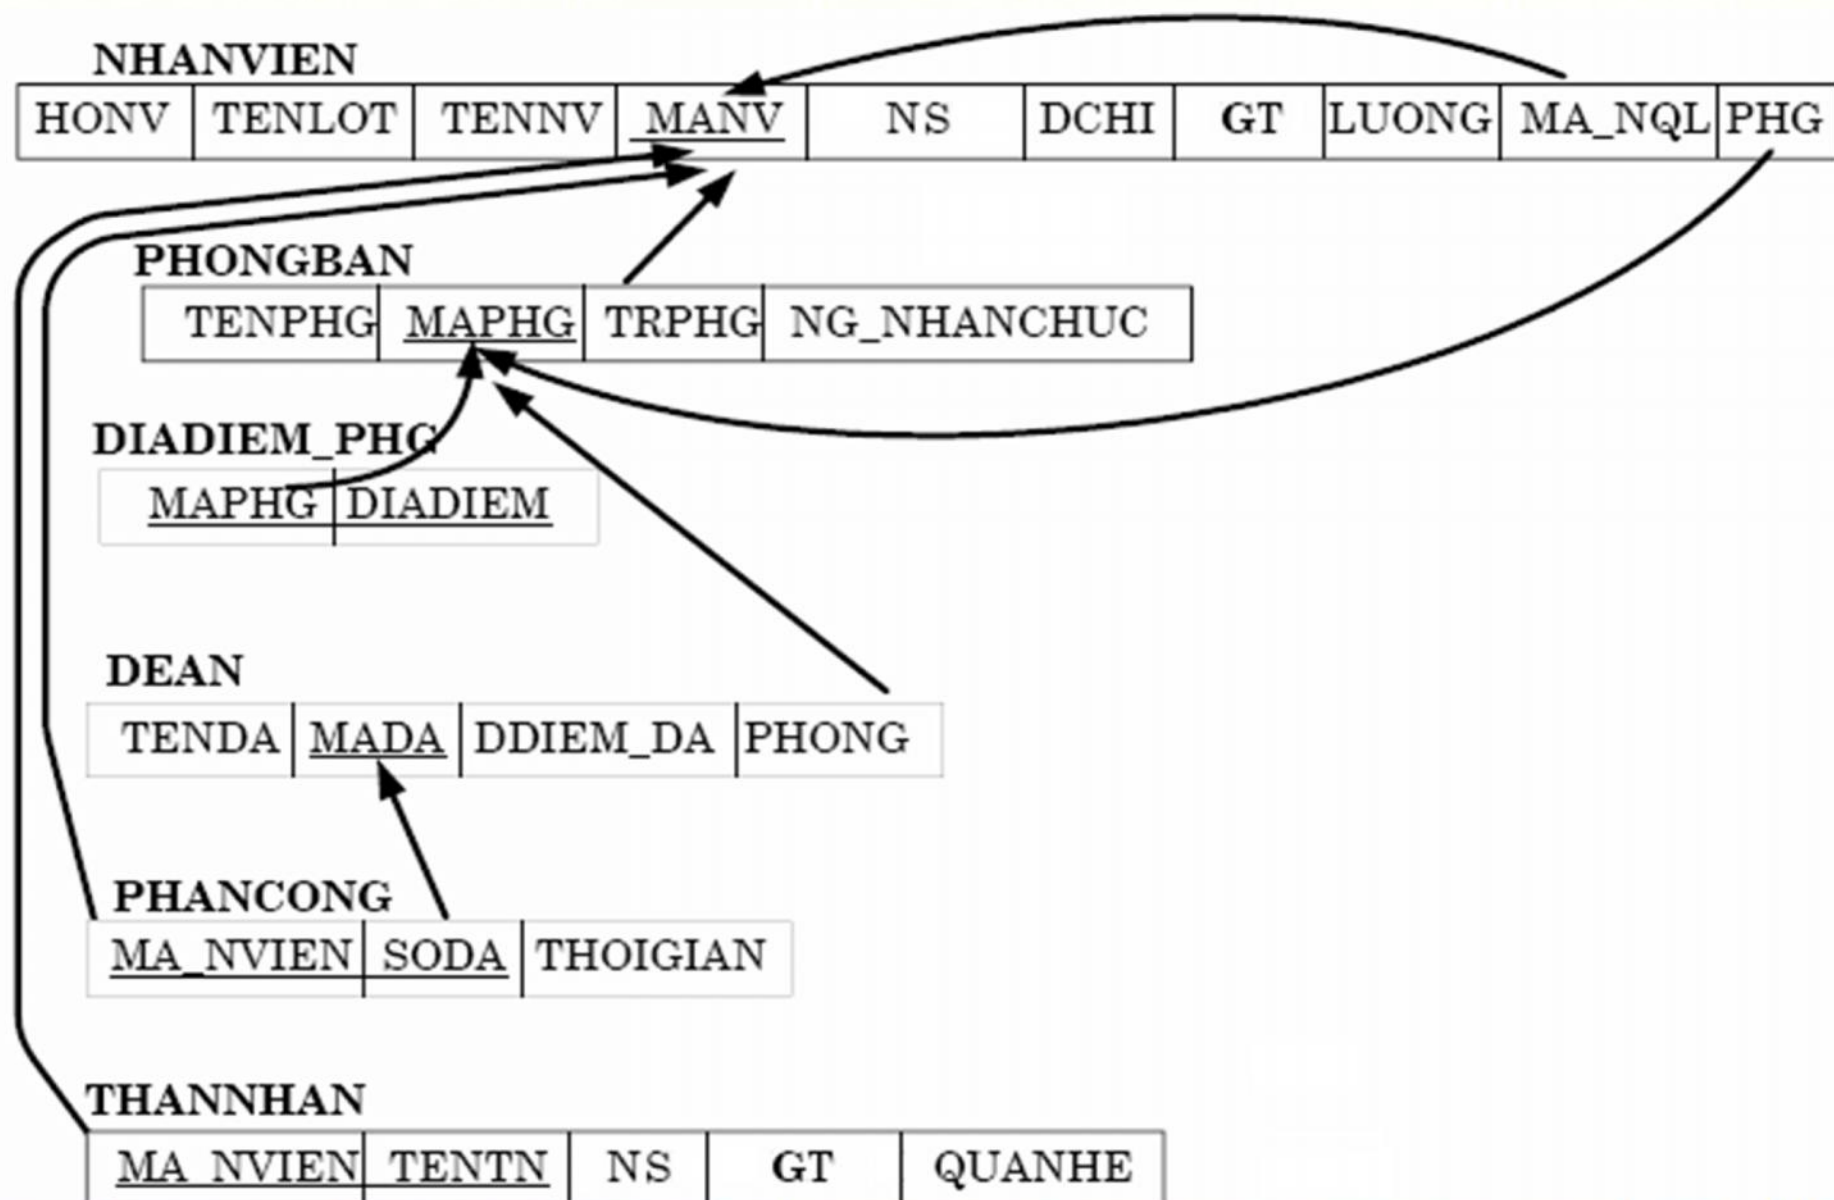 NHANVIEN
HONV TENLOT TENNV MANV NS DCHI GT LUONG MA_NQL PHG
PHONGBAN
TENPHG MAPHG TRPHG NG_NHANCHUC
DIADIEM_PHG
MAPHG DIADIEM
DEAN
TENDA MADA DDIEM_DA PHONG
PHANCONG
MA_NVIEN SODA THOIGIAN
THANNHAN
MA_NVIEN TENTN NS GT QUANHE